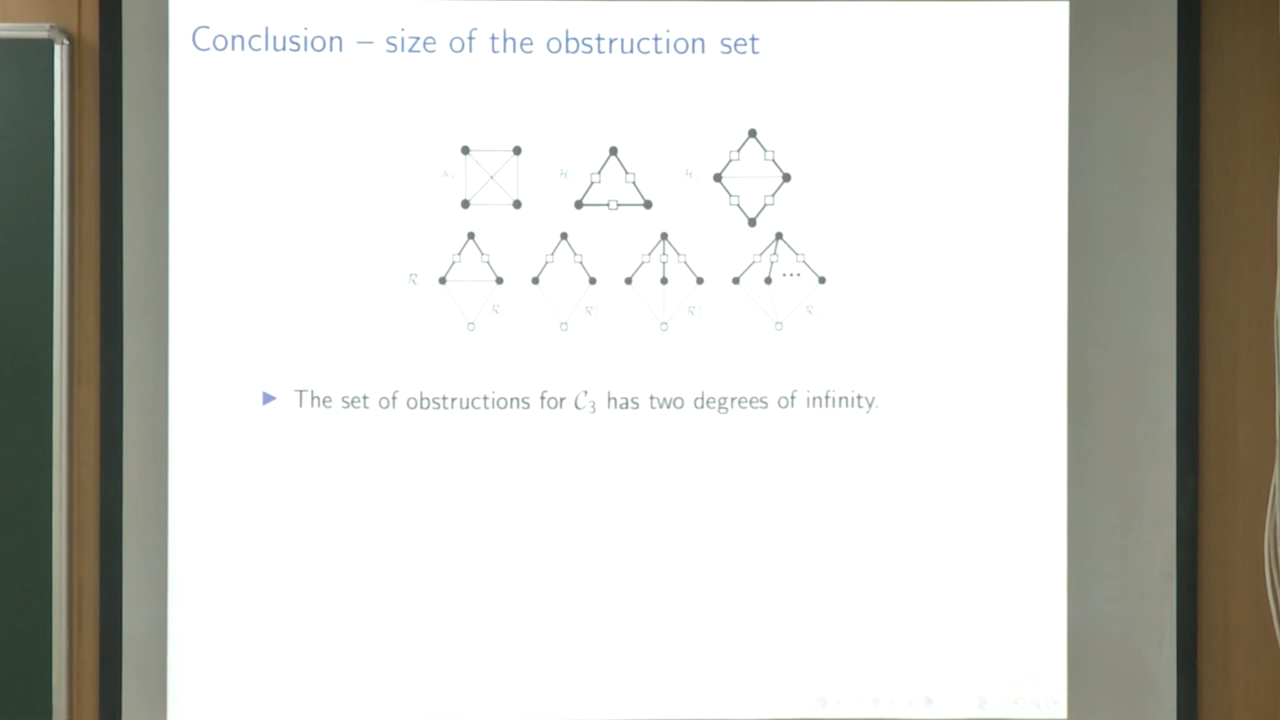 Conclusion – size of the obstruction set
R
R R R R
▶ The set of obstructions for 𝒞₃ has two degrees of infinity.